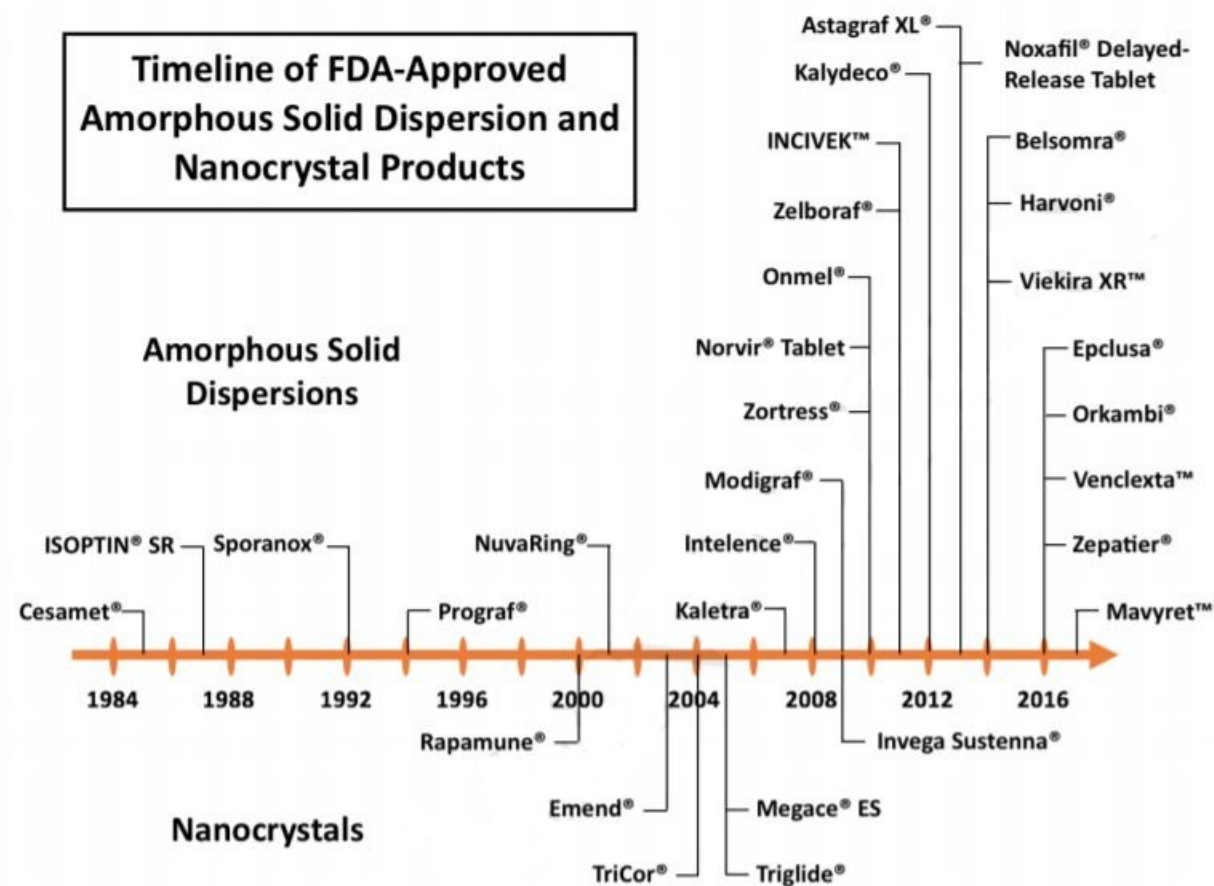 Timeline of FDA-Approved
Amorphous Solid Dispersion and
Nanocrystal Products
Astagraf XL®
Noxafil® Delayed-
Release Tablet
Kalydeco®
INCIVEK™
Belsomra®
Zelboraf®
Harvoni®
Onmel®
Viekira XR™
Amorphous Solid
Dispersions
Norvir® Tablet
Epclusa®
Zortress®
Orkambi®
Modigraf®
Venclexta™
ISOPTIN® SR
Sporanox®
NuvaRing®
Intelence®
Zepatier®
Cesamet®
Prograf®
Kaletra®
Mavyret™
1984
1988
1992
1996
2000
2004
2008
2012
2016
Rapamune®
Invega Sustenna®
Nanocrystals
Emend®
Megace® ES
TriCor®
Triglide®